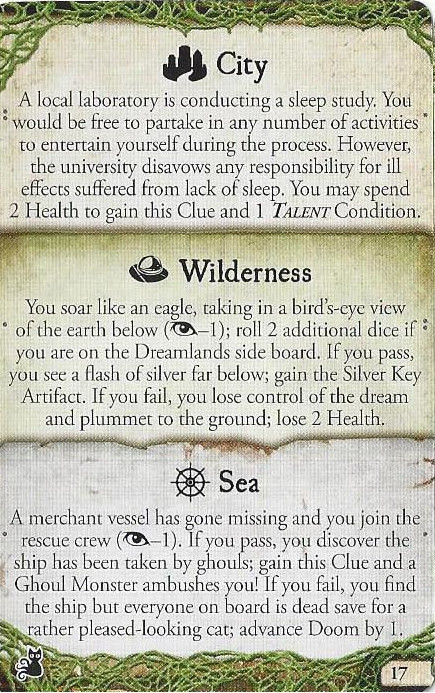 City
A local laboratory is conducting a sleep study. You
would be free to partake in any number of activities
to entertain yourself during the process. However,
the university disavows any responsibility for ill
effects suffered from lack of sleep. You may spend
2 Health to gain this Clue and 1 TALENT Condition.
Wilderness
You soar like an eagle, taking in a bird's-eye view
of the earth below (–1); roll 2 additional dice if
you are on the Dreamlands side board. If you pass,
you see a flash of silver far below; gain the Silver Key
Artifact. If you fail, you lose control of the dream
and plummet to the ground; lose 2 Health.
Sea
A merchant vessel has gone missing and you join the
rescue crew (–1). If you pass, you discover the
ship has been taken by ghouls; gain this Clue and a
Ghoul Monster ambushes you! If you fail, you find
the ship but everyone on board is dead save for a
rather pleased-looking cat; advance Doom by 1.
17